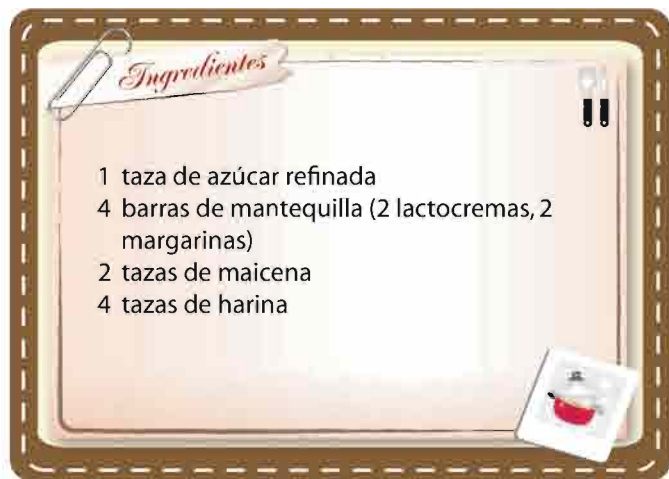 Ingredientes
1 taza de azúcar refinada
4 barras de mantequilla (2 lactocremas, 2
margarinas)
2 tazas de maicena
4 tazas de harina